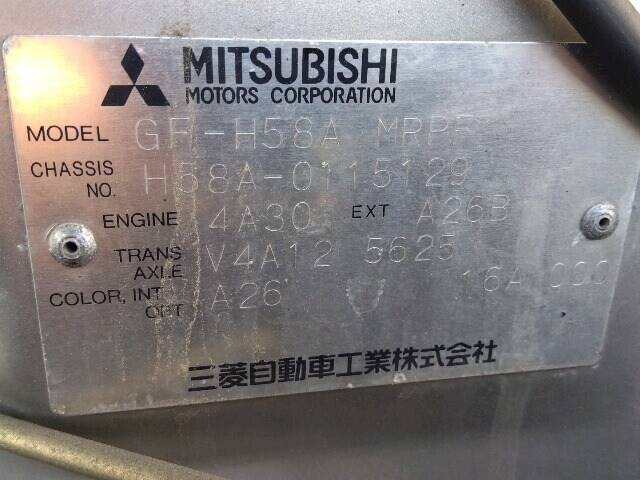 MITSUBISHI
MOTORS CORPORATION
MODEL GF-H58A
CHASSIS NO. H58A-0115129
ENGINE 4A30 EXT A26B
TRANS AXLE V4A12 5625
COLOR, INT OPT A26 16A 000
三菱自動車工業株式会社